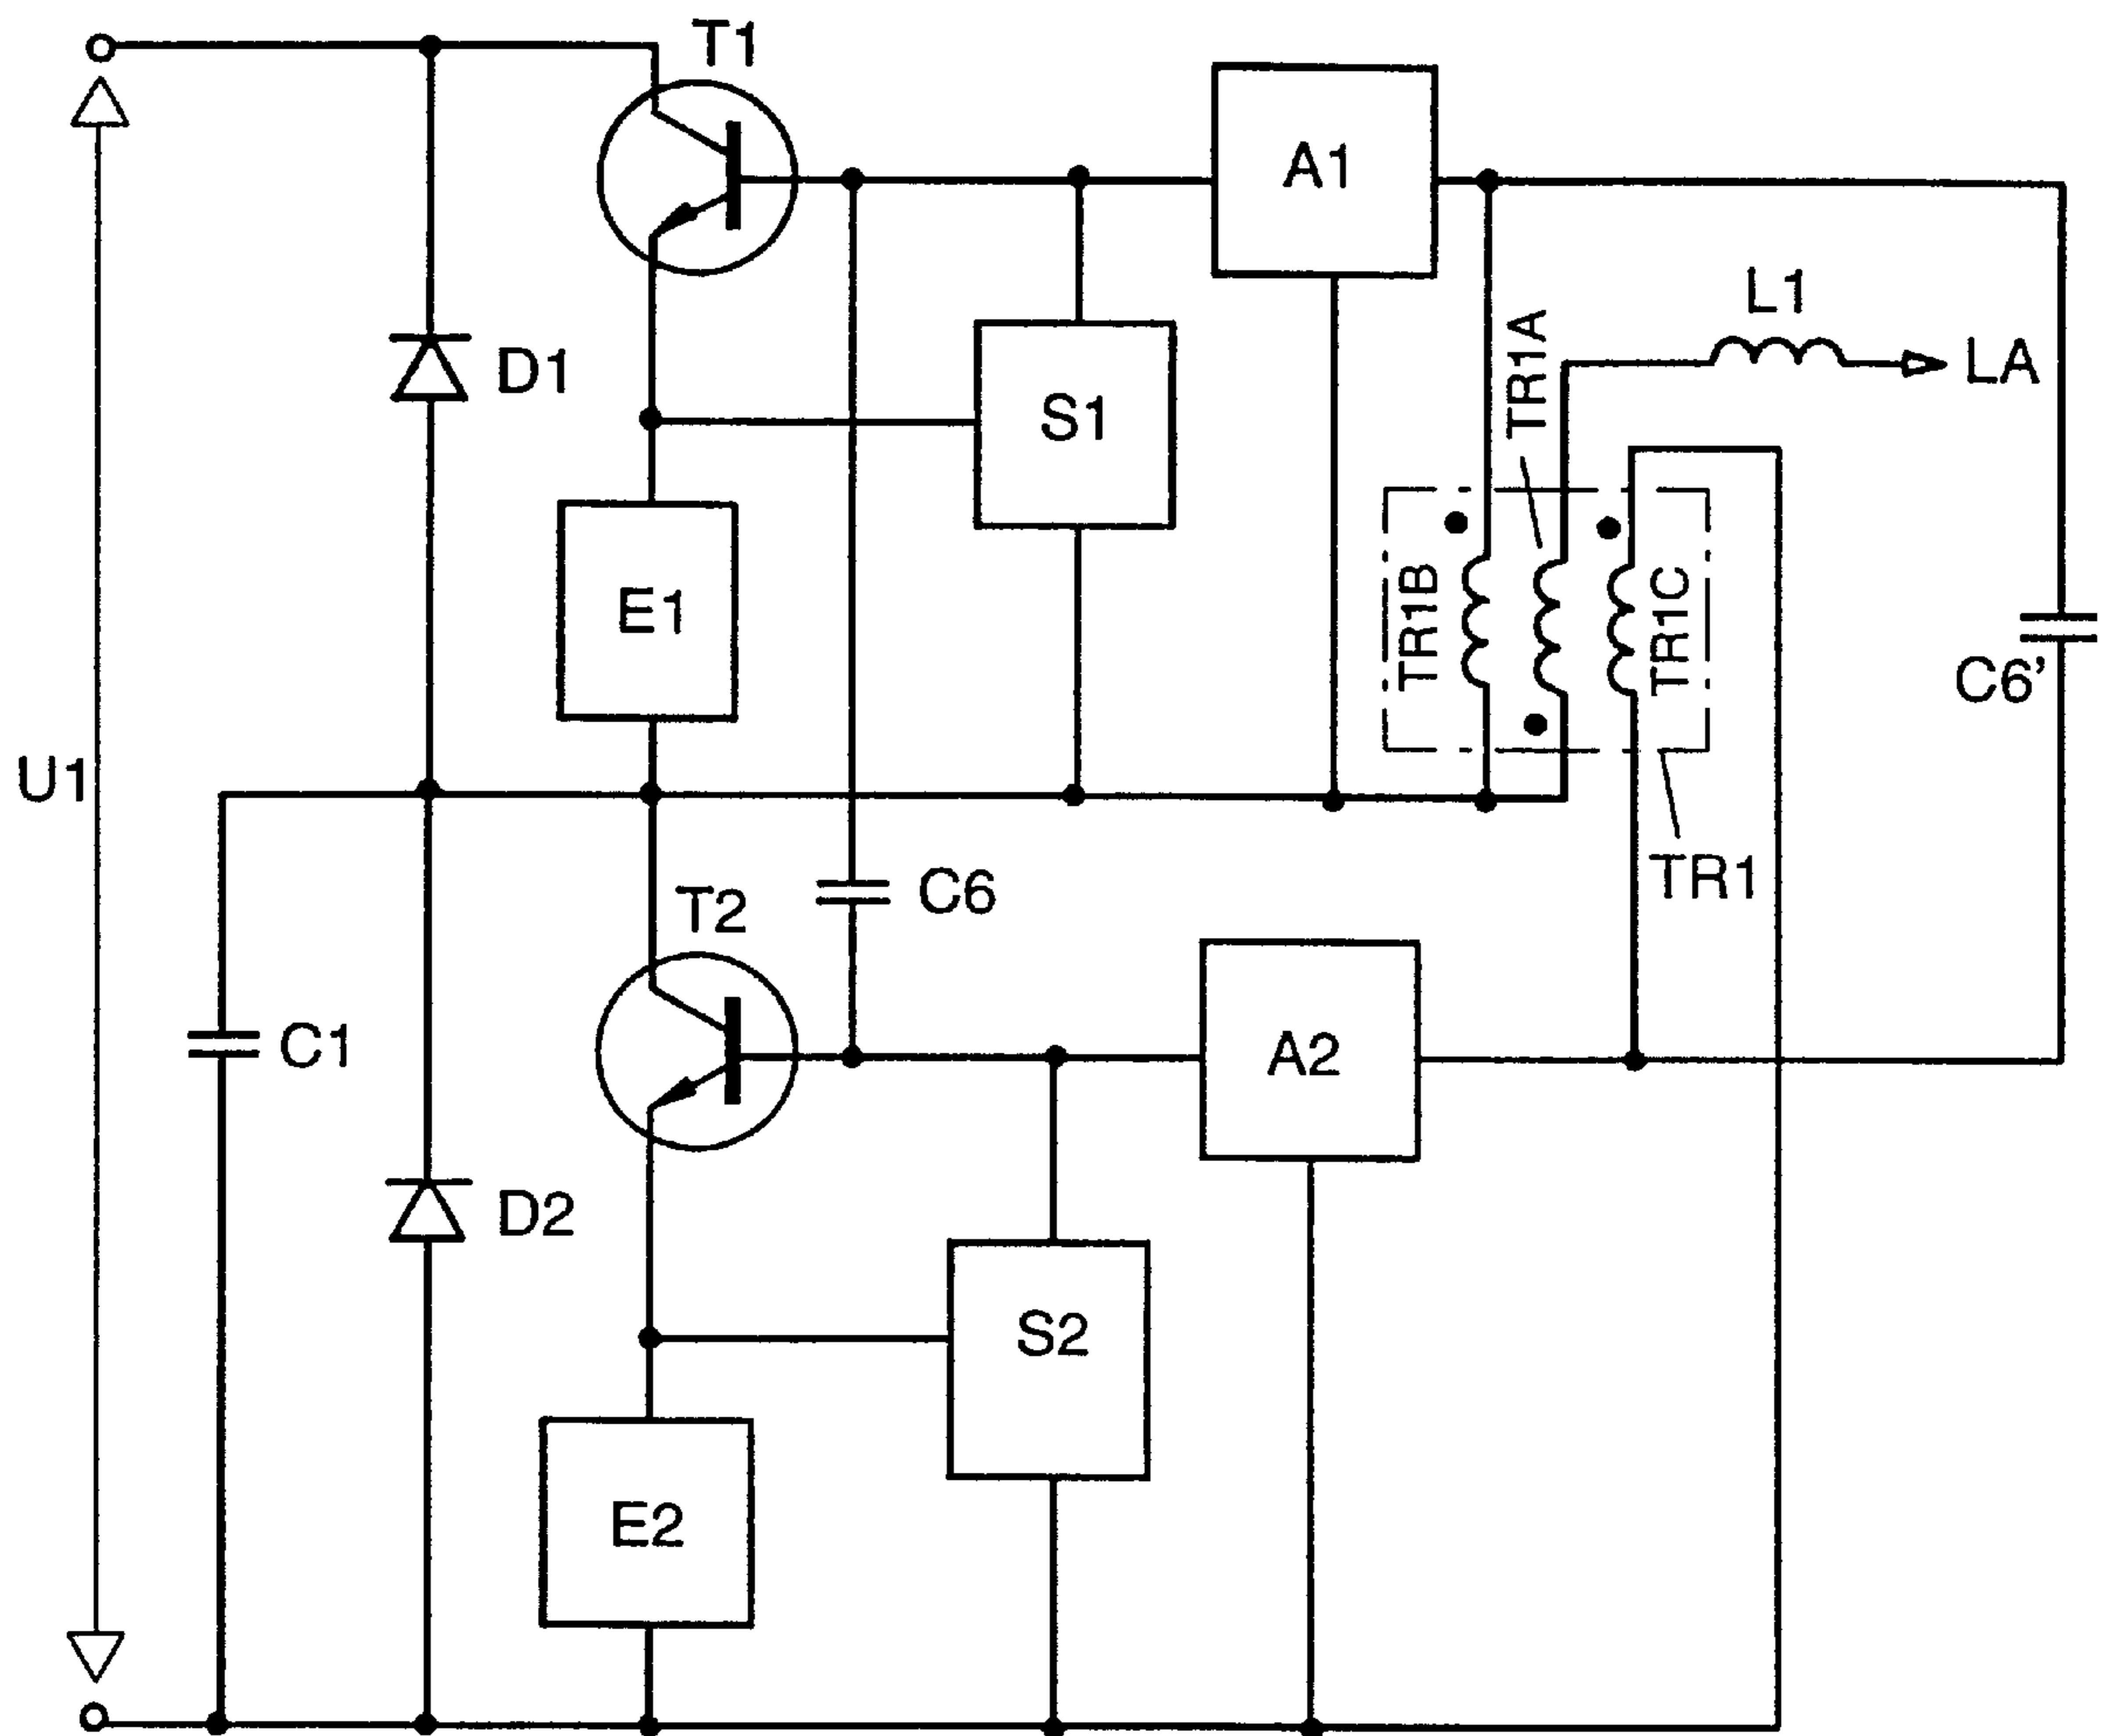 T1
A1
L1
TR1A
LA
D1
S1
E1
TR1B
TR1C
C6’
U1
T2
C6
TR1
C1
A2
D2
S2
E2